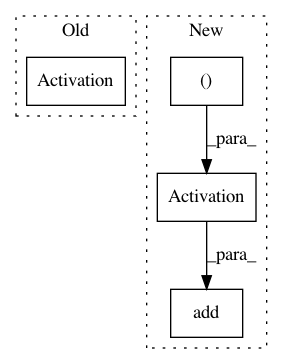 Old
New
Activation
()
_para_
Activation
_para_
add